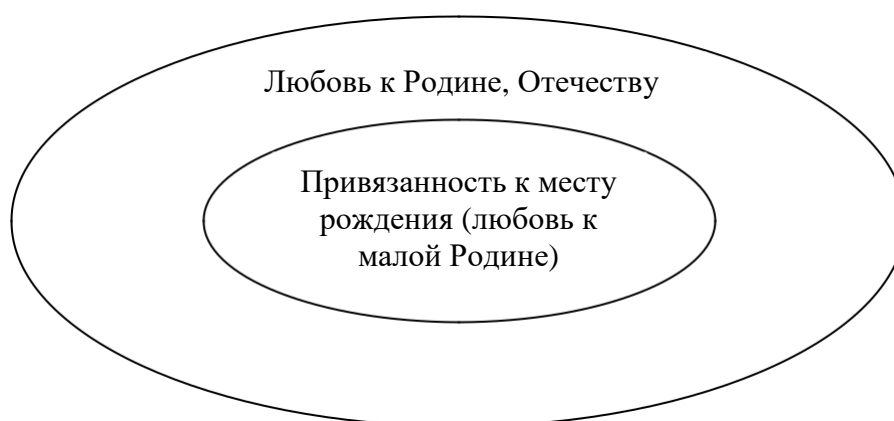 Любовь к Родине, Отечеству
Привязанность к месту
рождения (любовь к
малой Родине)